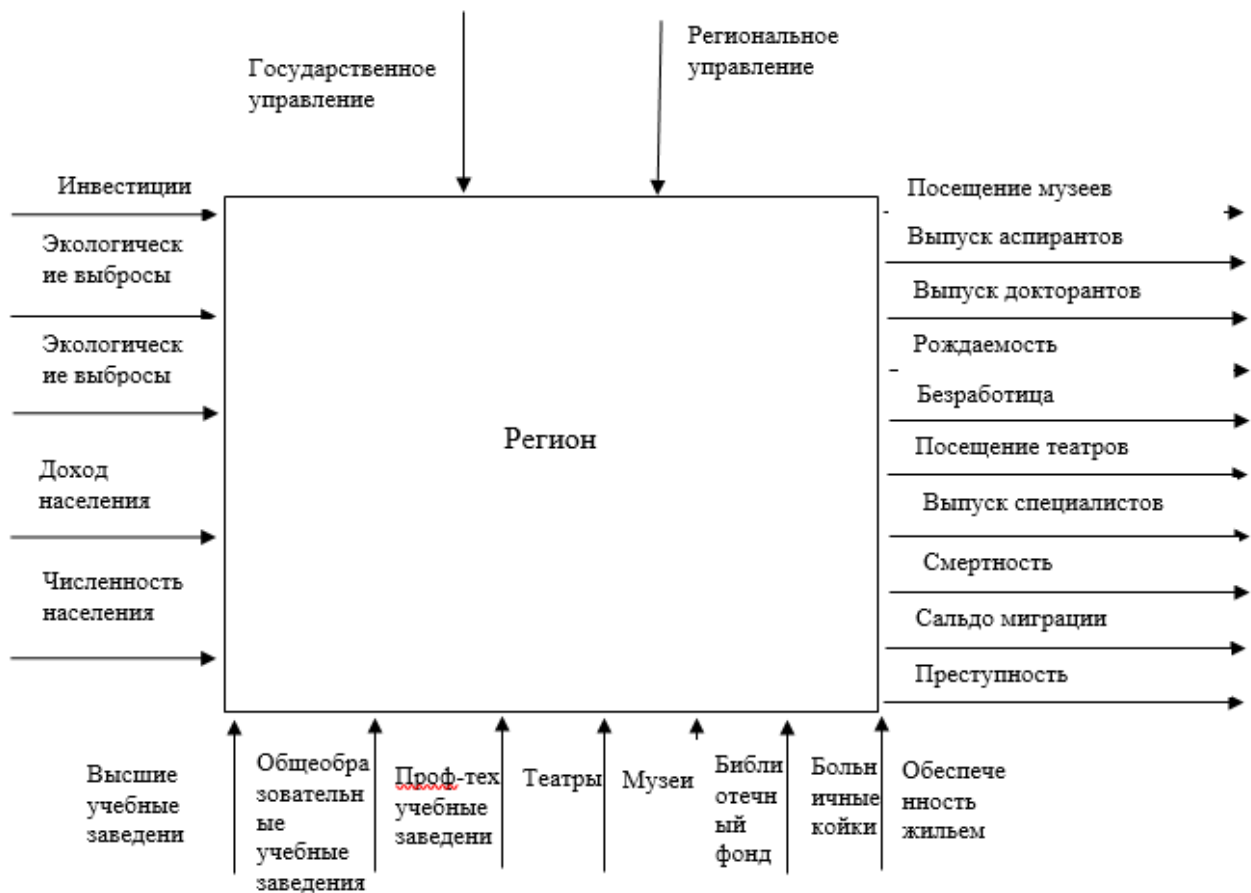 Государственное
управление
Региональное
управление
Инвестиции
Экологическ
ие выбросы
Экологическ
ие выбросы
Доход
населения
Численность
населения
Регион
Посещение музеев
Выпуск аспирантов
Выпуск докторантов
Рождаемость
Безработица
Посещение театров
Выпуск специалистов
Смертность
Сальдо миграции
Преступность
Высшие
учебные
заведени
Общеобра
зовательн
ые
учебные
заведения
Проф-тех
учебные
заведени
Театры
Музеи
Библи
отечн
ый
фонд
Больн
ичные
койки
Обеспече
нность
жильем